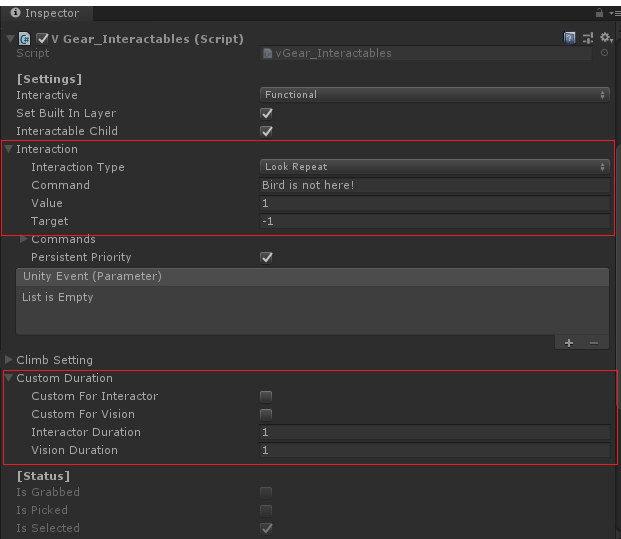 Inspector
V Gear_Interactables (Script)
Script vGear_Interactables
[Settings]
Interactive Functional
Set Built In Layer
Interactable Child
Interaction
Interaction Type Look Repeat
Command Bird is not here!
Value 1
Target -1
Commands
Persistent Priority
Unity Event (Parameter)
List is Empty
Climb Setting
Custom Duration
Custom For Interactor
Custom For Vision
Interactor Duration 1
Vision Duration 1
[Status]
Is Grabbed
Is Picked
Is Selected